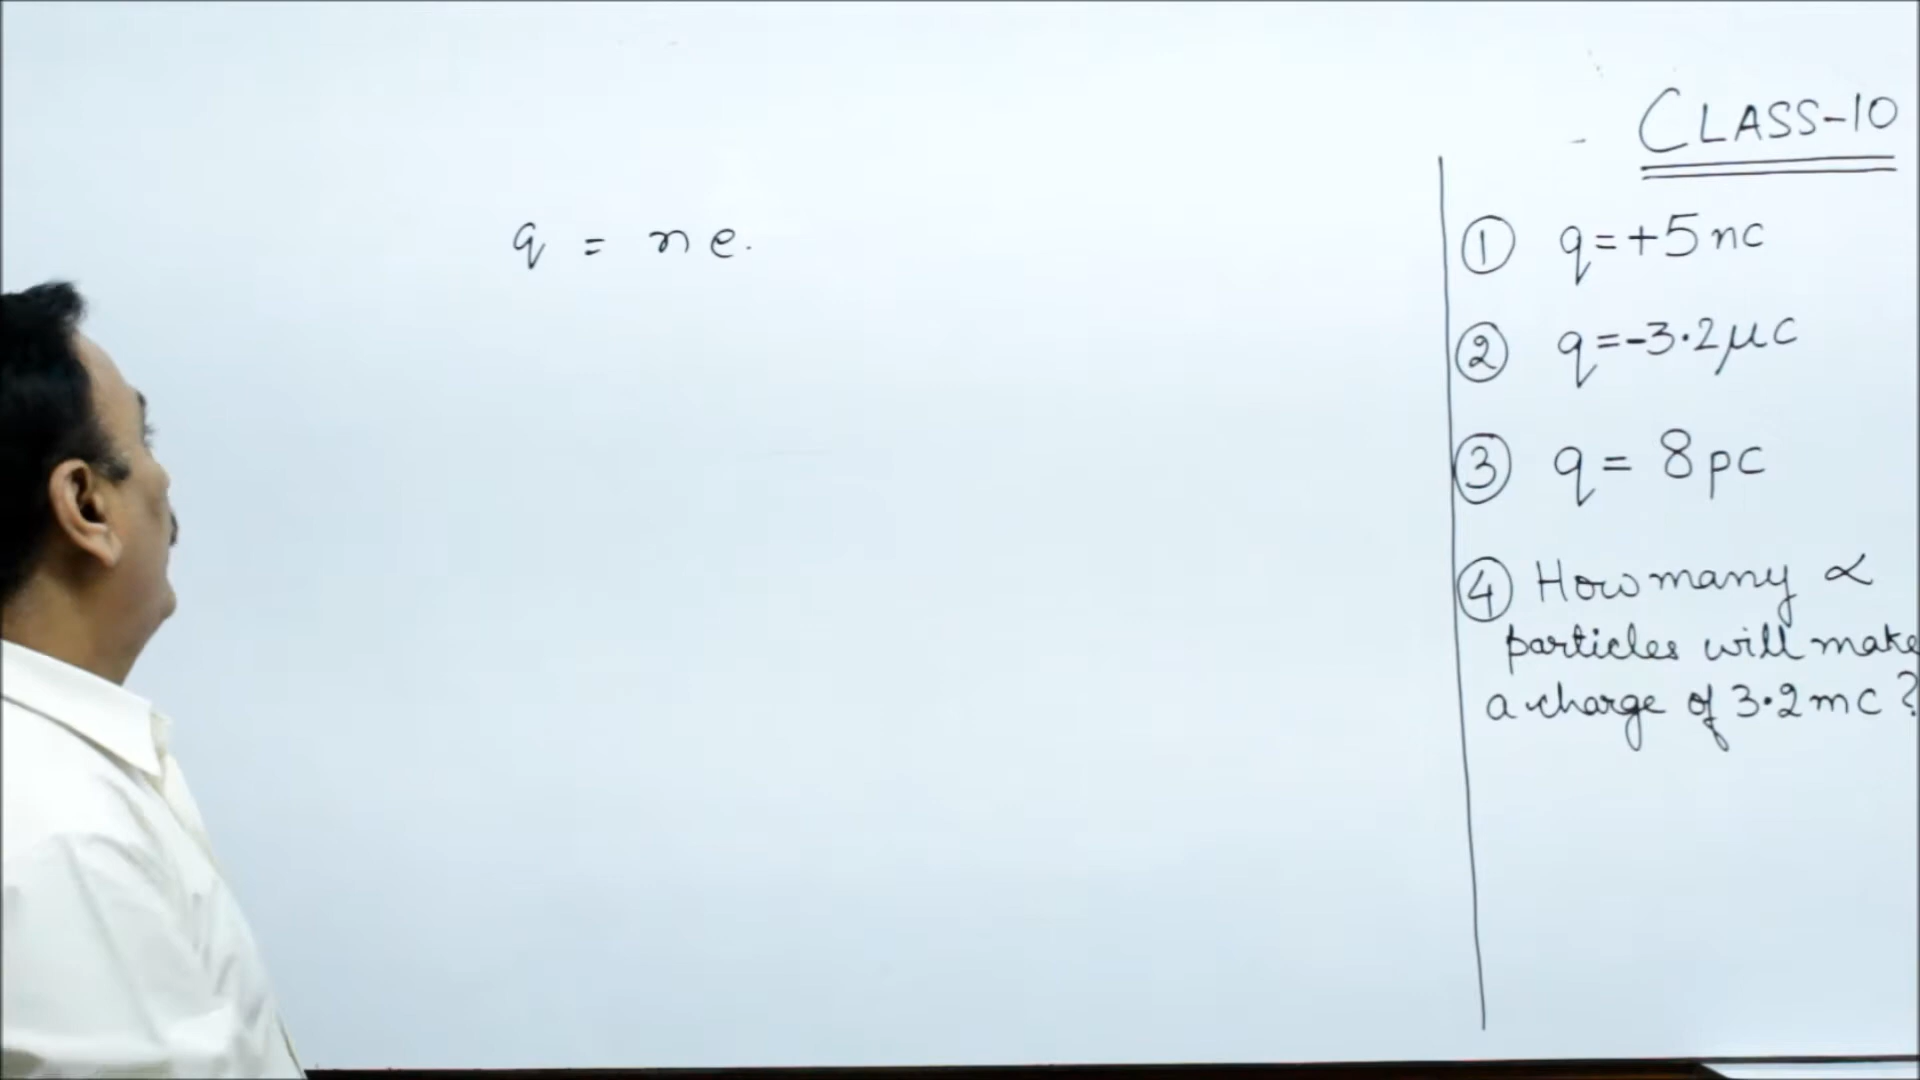 q = ne.
CLASS-10
① q=+5nc
② q=-3.2μc
③ q= 8pc
④ How many α
particles will make
a charge of 3.2mc?